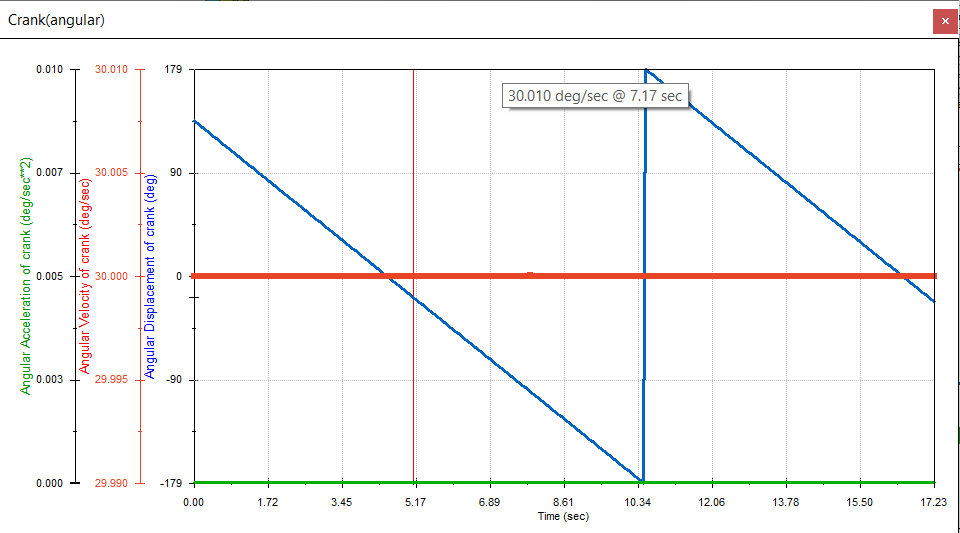 Crank(angular)
×
0.010
30.010
179
30.010 deg/sec @ 7.17 sec
0.007
30.005
90
Angular Acceleration of crank (deg/sec**2)
Angular Velocity of crank (deg/sec)
Angular Displacement of crank (deg)
0.005
30.000
0
0.003
29.995
-90
0.000
29.990
-179
0.00 1.72 3.45 5.17 6.89 8.61 10.34 12.06 13.78 15.50 17.23
Time (sec)